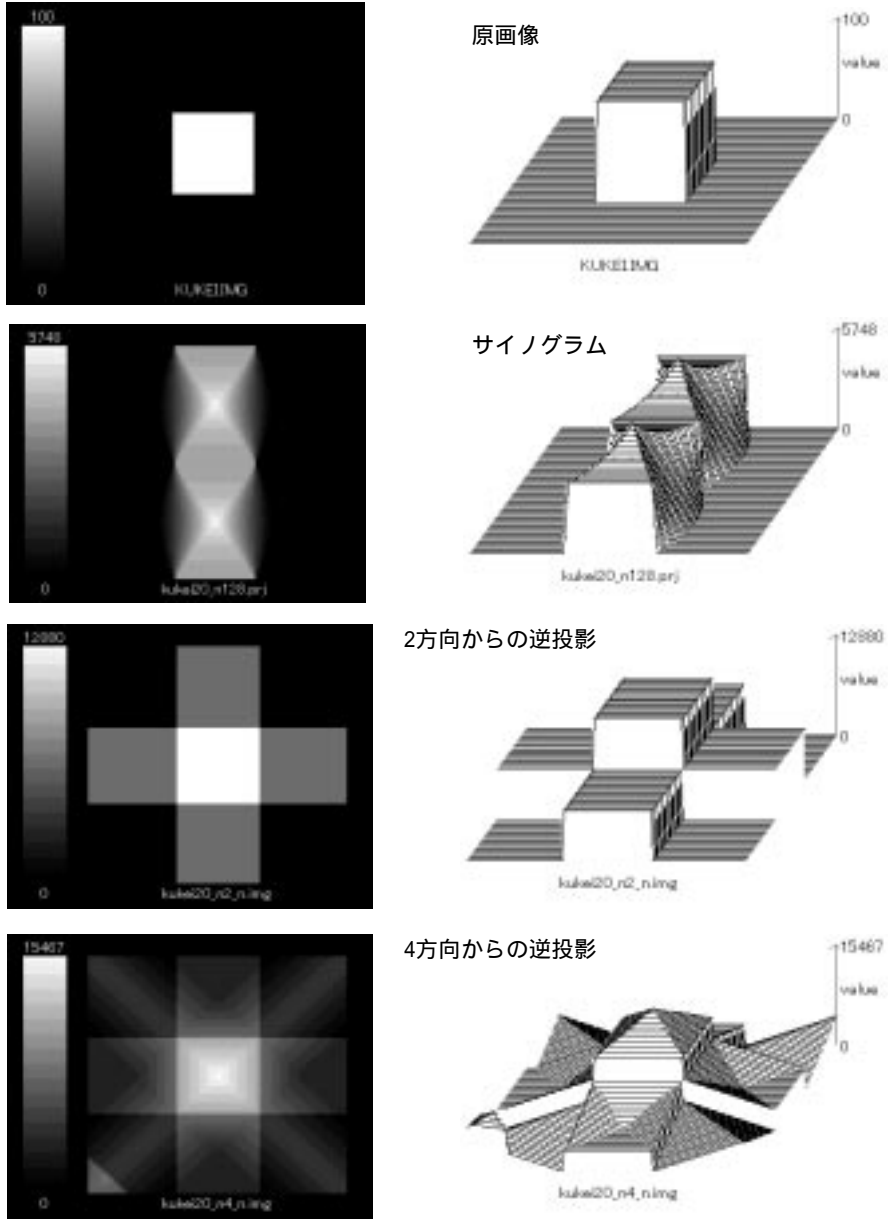 100
0
KUKEIIMG
原画像
100
value
0
KUKEIIMG
5748
0
kukei20_n128.prj
サイノグラム
5748
value
0
kukei20_n128.prj
12880
0
kukei20_n2_n.img
2方向からの逆投影
12880
value
0
kukei20_n2_n.img
15467
0
kukei20_n4_n.img
4方向からの逆投影
15467
value
0
kukei20_n4_n.img